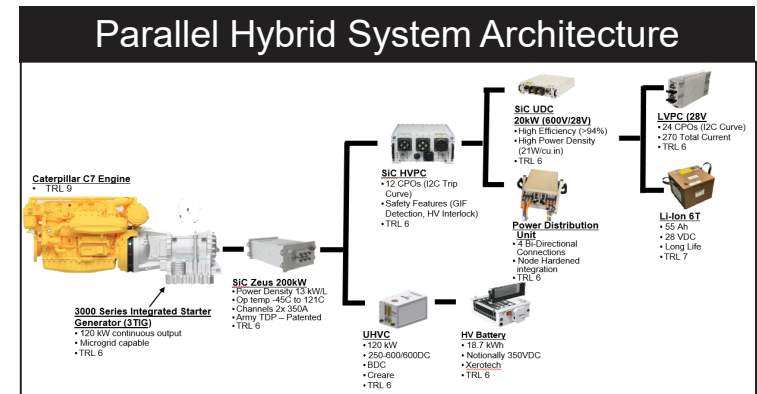 Parallel Hybrid System Architecture
Caterpillar C7 Engine
• TRL 9
3000 Series Integrated Starter
Generator (3TIG)
• 120 kW continuous output
• Microgrid capable
• TRL 6
SiC Zeus 200kW
• Power Density 13 kW/L
• Op temp -45C to 121C
• Channels 2x 350A
• Army TDP – Patented
• TRL 6
SiC HVPC
• 12 CPOs (I2C Trip
Curve)
• Safety Features (GIF
Detection, HV Interlock)
• TRL 6
UHVC
• 120 kW
• 250-600/600DC
• BDC
• Creare
• TRL 6
HV Battery
• 18.7 kWh
• Notionally 350VDC
• Xerotech
• TRL 6
SiC UDC
20kW (600V/28V)
• High Efficiency (>94%)
• High Power Density
(21W/cu.in)
• TRL 6
Power Distribution
Unit
• 4 Bi-Directional
Connections
• Node Hardened
integration
• TRL 6
LVPC (28V
• 24 CPOs (I2C Curve)
• 270 Total Current
• TRL 6
Li-Ion 6T
• 55 Ah
• 28 VDC
• Long Life
• TRL 7